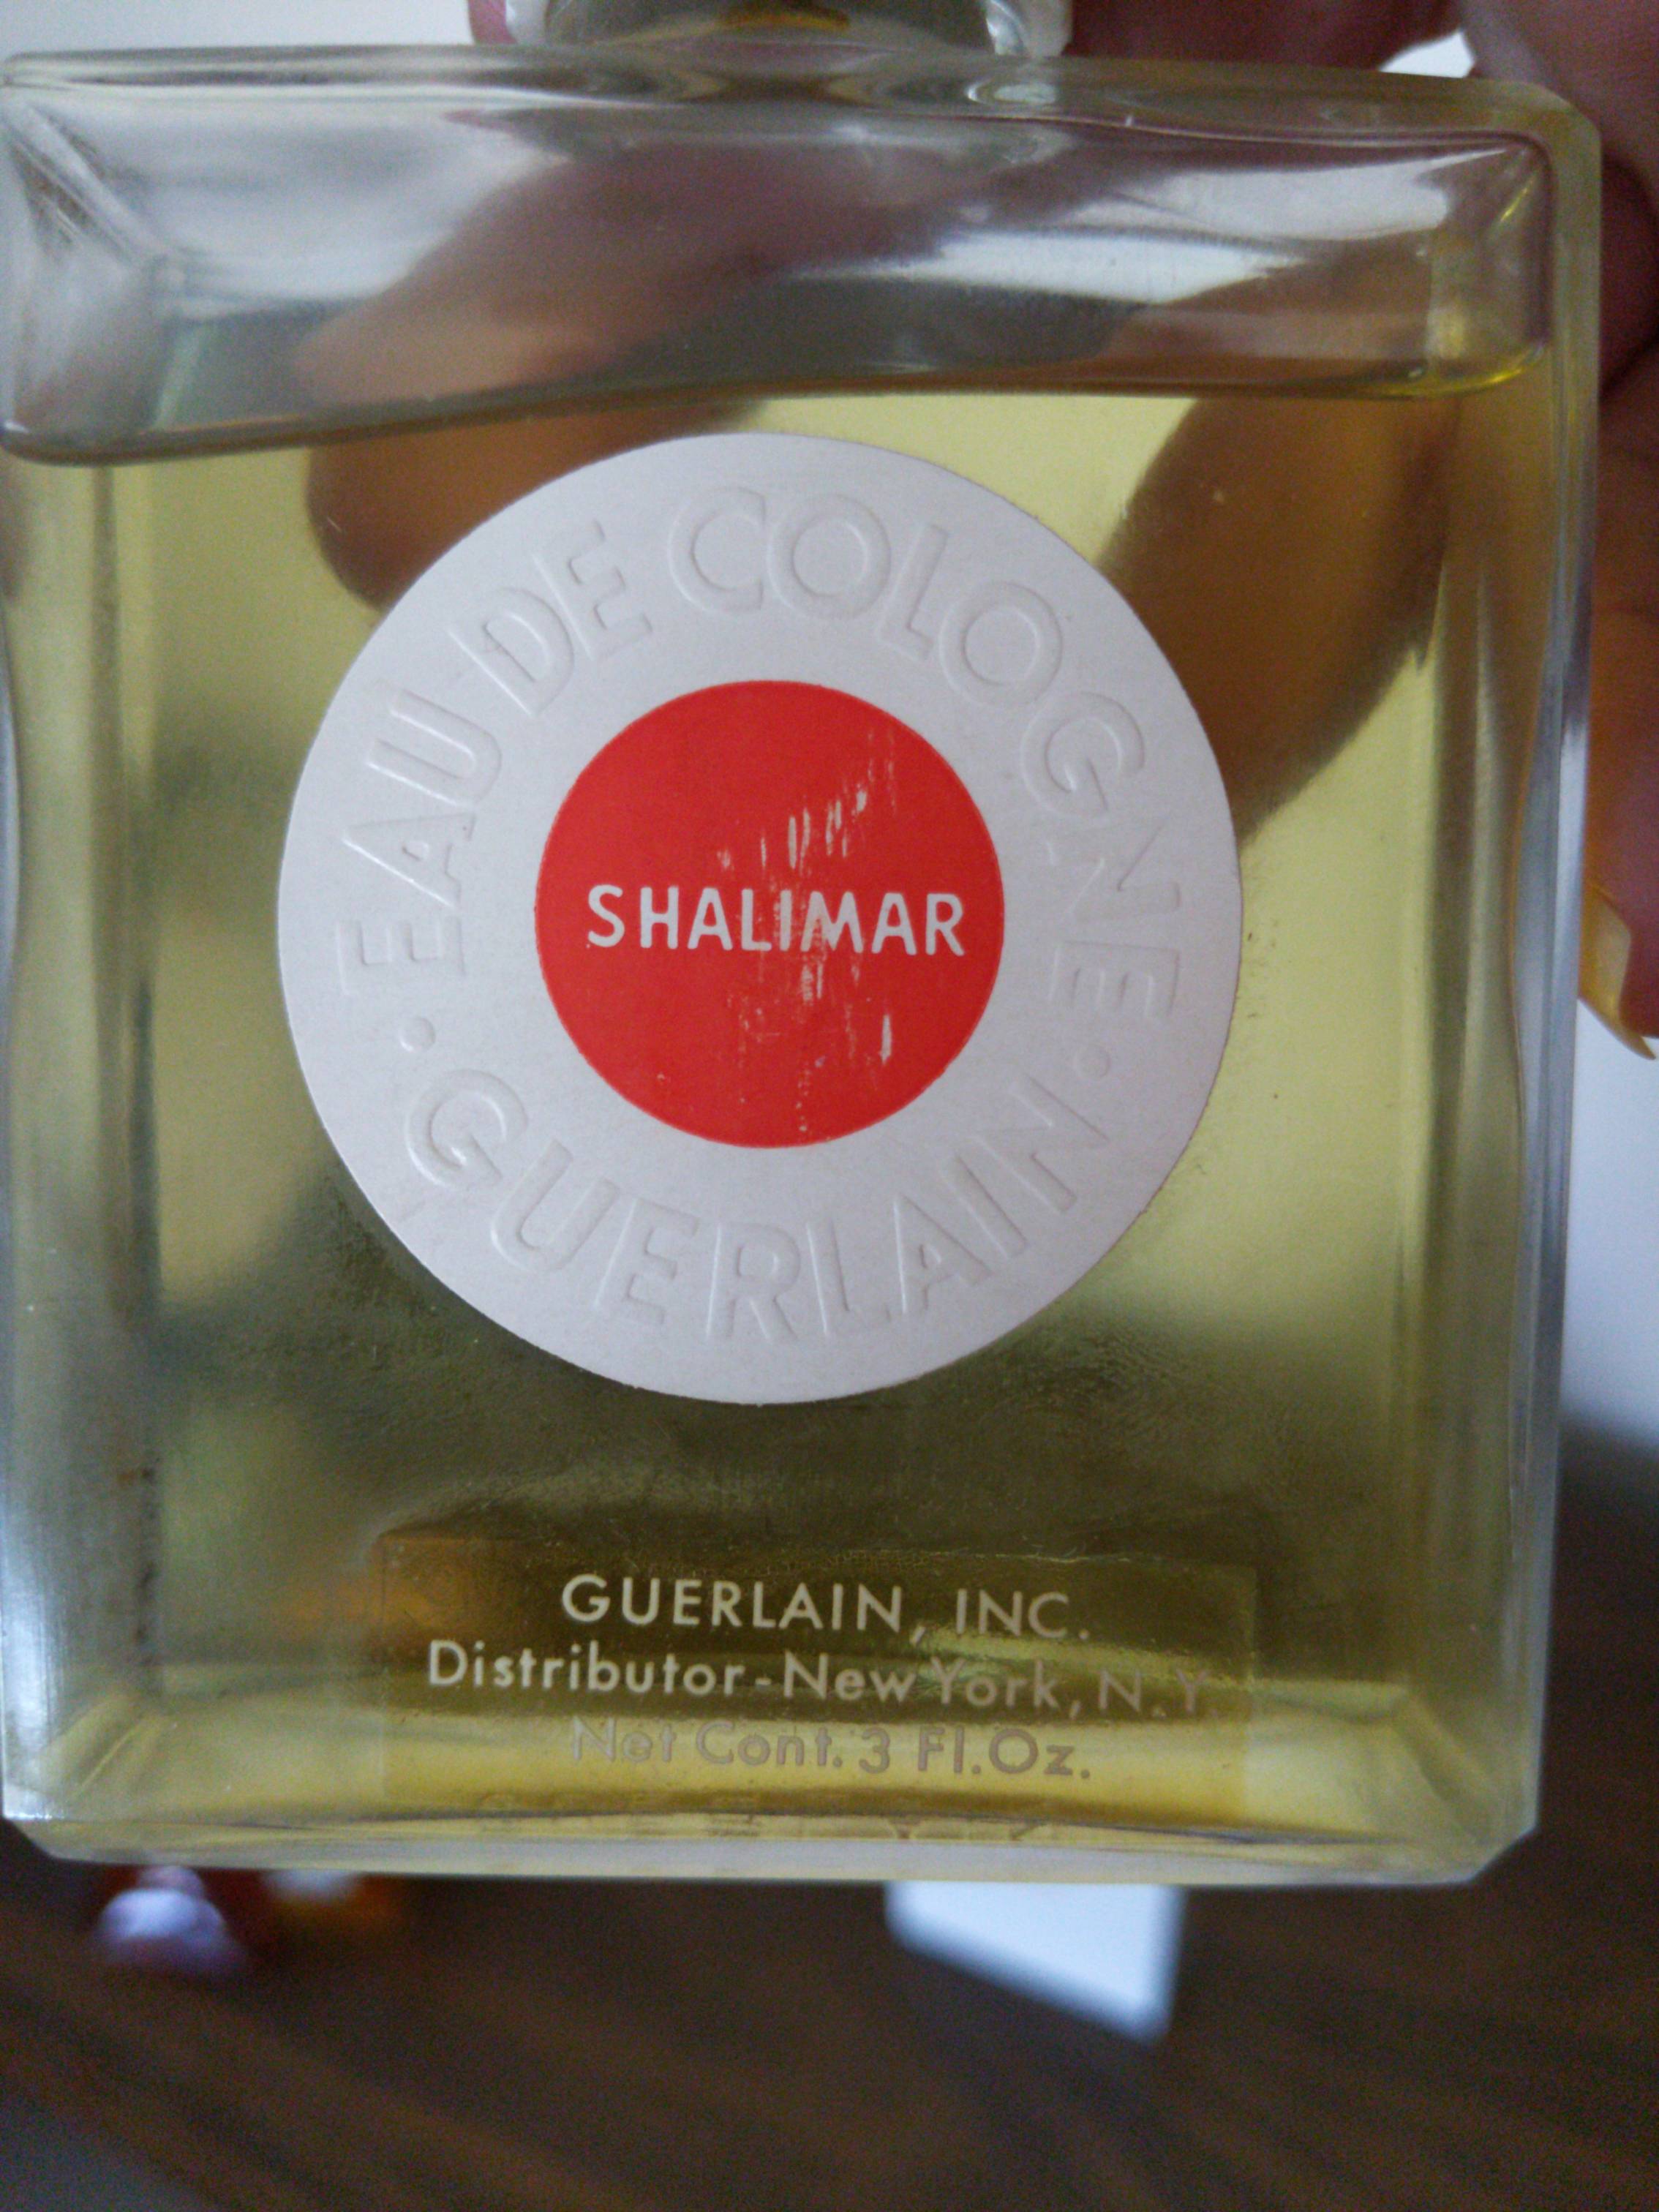 · EAU DE COLOGNE ·
SHALIMAR
GUERLAIN
GUERLAIN, INC.
Distributor-New York, N.Y.
Net Cont. 3 Fl.Oz.